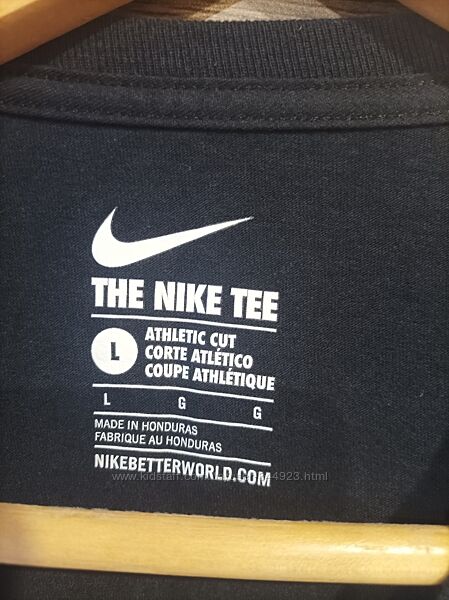 THE NIKE TEE
L
ATHLETIC CUT
CORTE ATLÉTICO
COUPE ATHLÉTIQUE
L G G
MADE IN HONDURAS
FABRIQUE AU HONDURAS
NIKEBETTERWORLD.COM